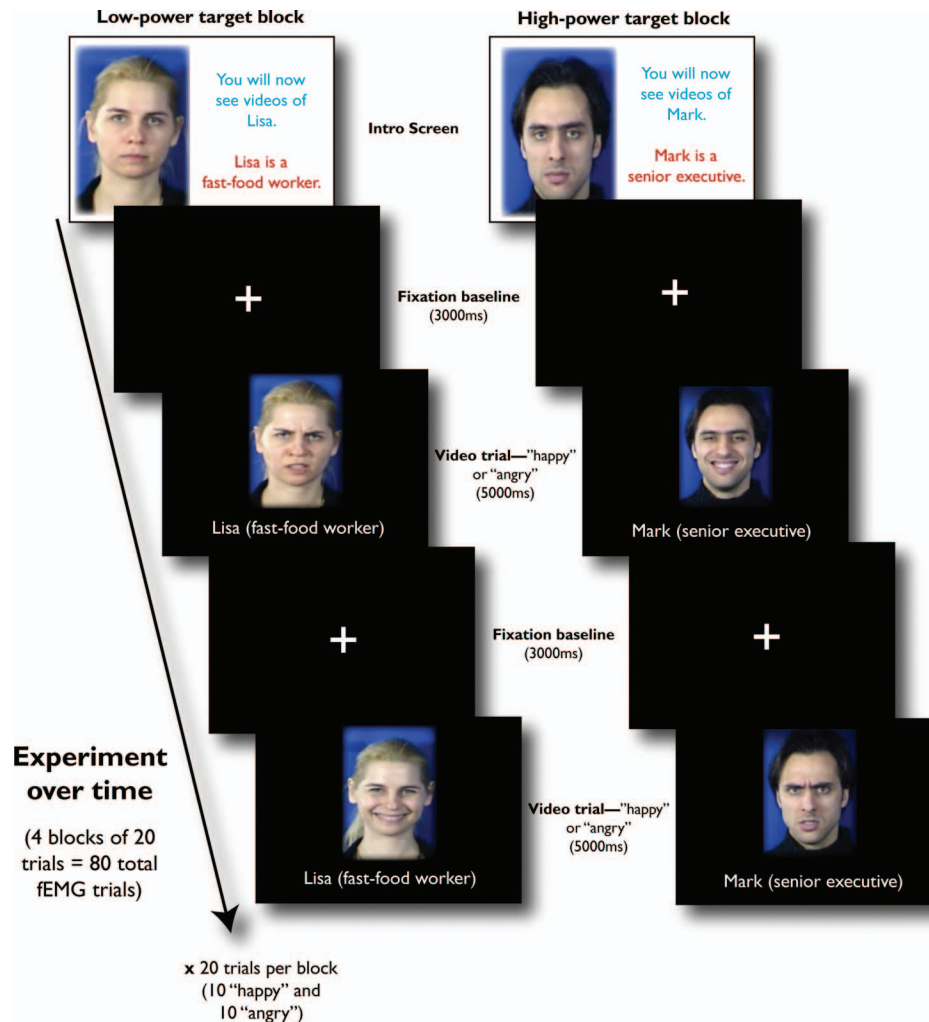 Low-power target block
High-power target block
You will now
see videos of
Lisa.
Lisa is a
fast-food worker.
Intro Screen
You will now
see videos of
Mark.
Mark is a
senior executive.
Fixation baseline
(3000ms)
Video trial—"happy"
or "angry"
(5000ms)
Lisa (fast-food worker)
Mark (senior executive)
Fixation baseline
(3000ms)
Experiment
over time
(4 blocks of 20
trials = 80 total
fEMG trials)
Video trial—"happy"
or "angry"
(5000ms)
Lisa (fast-food worker)
Mark (senior executive)
x 20 trials per block
(10 "happy" and
10 "angry")